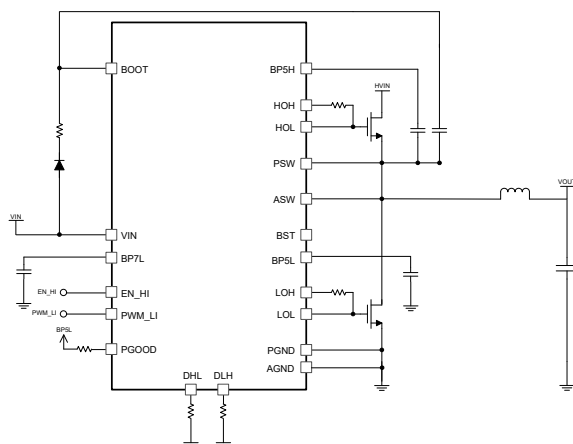 BOOT
BP5H
HVIN
HOH
HOL
PSW
VOUT
ASW
VIN
VIN
BST
BP7L
BP5L
EN_HI
EN_HI
LOH
PWM_LI
PWM_LI
LOL
BP5L
PGOOD
PGND
AGND
DHL
DLH